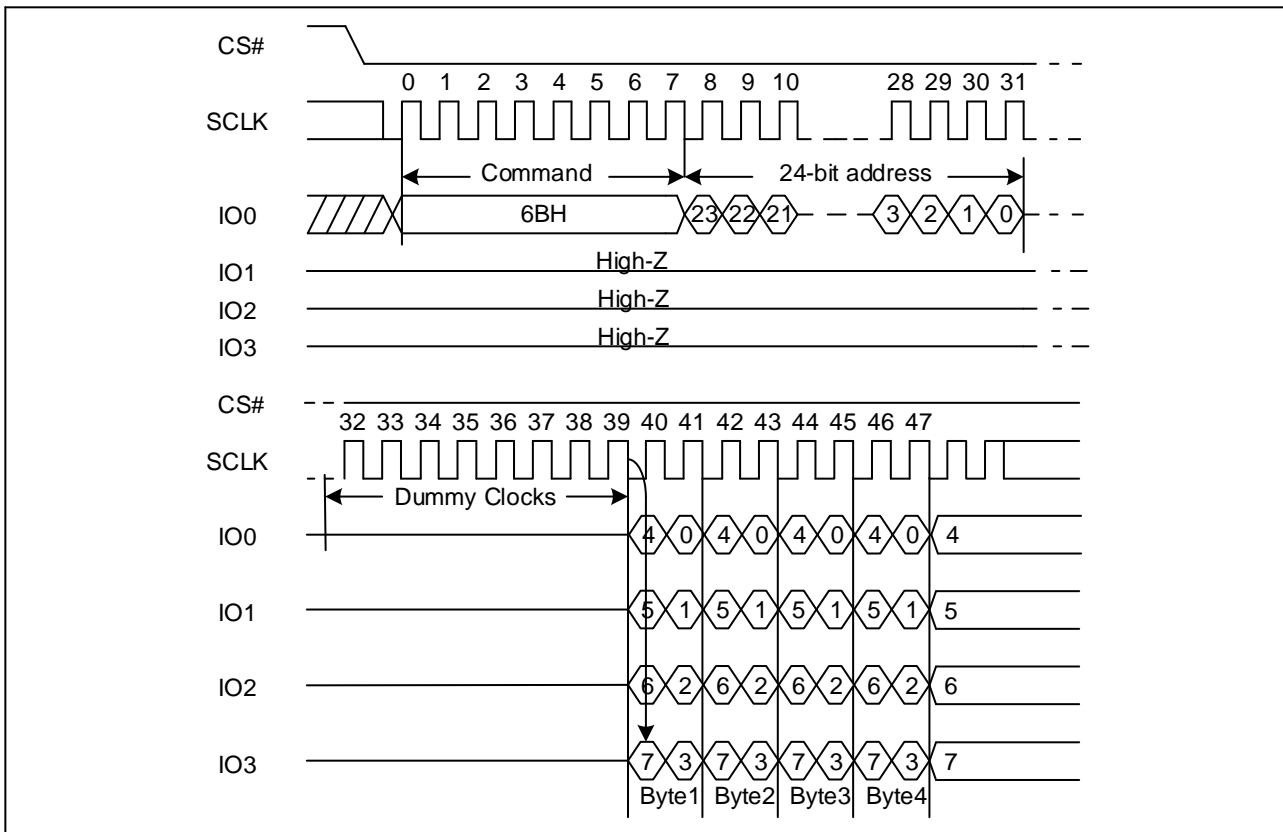 CS#
0 1 2 3 4 5 6 7 8 9 10 28 29 30 31
SCLK
Command 24-bit address
IO0 6BH 23 22 21 3 2 1 0
High-Z
IO1
High-Z
IO2
High-Z
IO3
CS#
32 33 34 35 36 37 38 39 40 41 42 43 44 45 46 47
SCLK
Dummy Clocks
IO0 4 0 4 0 4 0 4 0 4
IO1 5 1 5 1 5 1 5 1 5
IO2 6 2 6 2 6 2 6 2 6
IO3 7 3 7 3 7 3 7 3 7
Byte1 Byte2 Byte3 Byte4